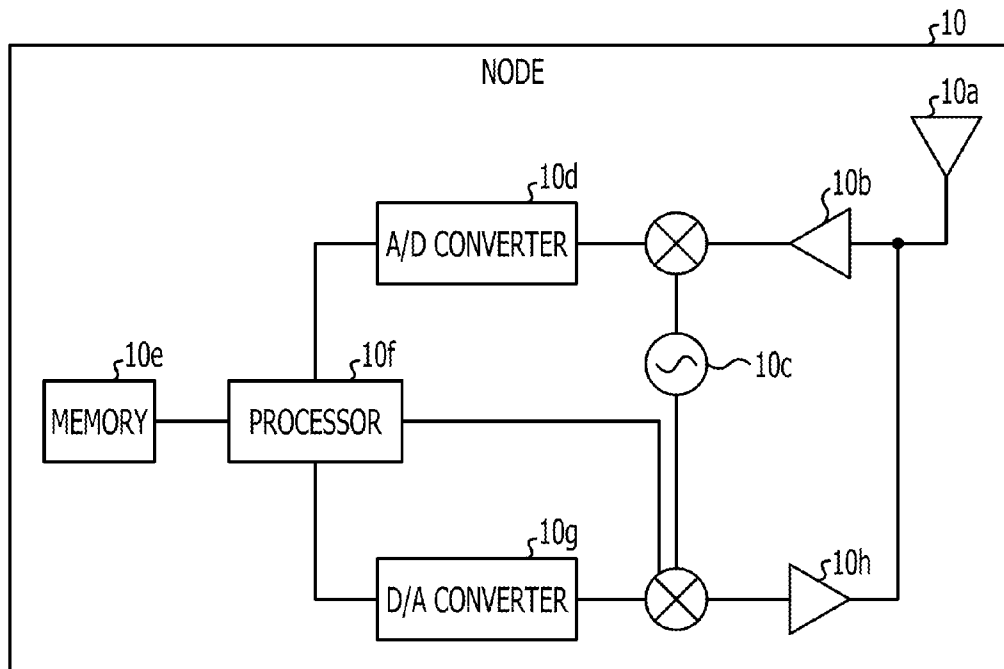 10
NODE
10a
10d
10b
A/D CONVERTER
10e
10f
10c
MEMORY
PROCESSOR
10g
10h
D/A CONVERTER